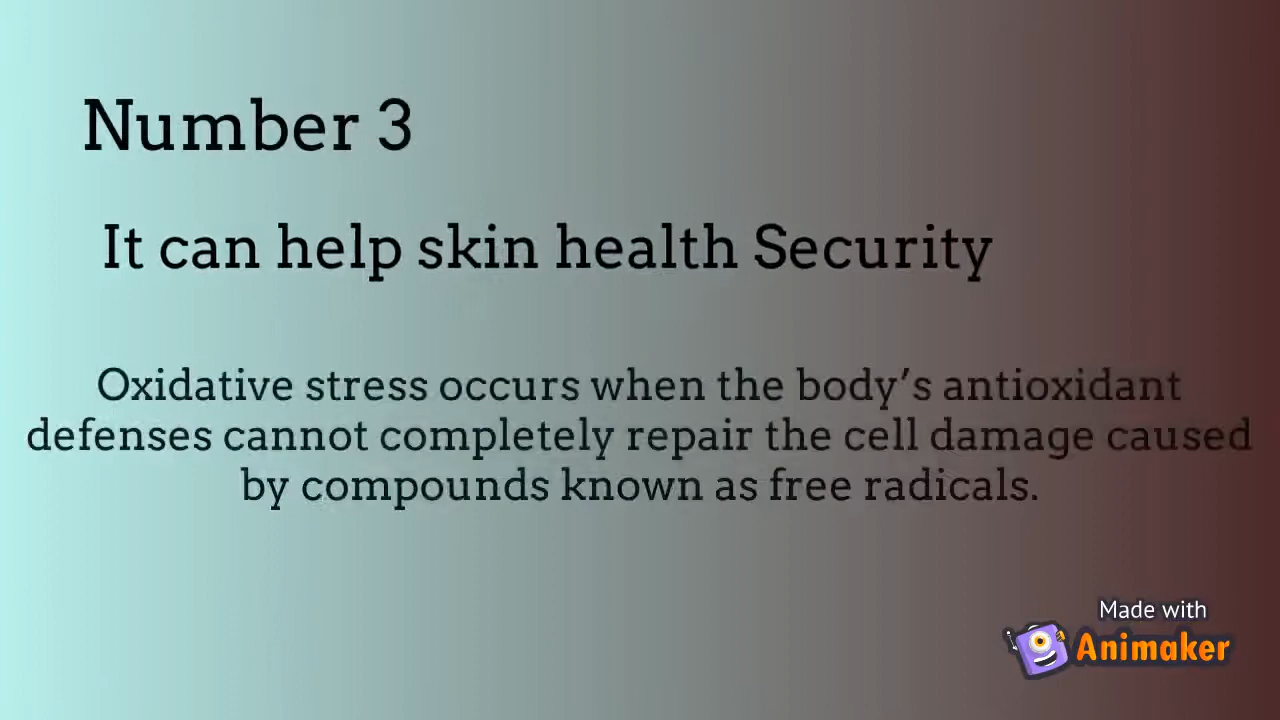 Number 3
It can help skin health Security
Oxidative stress occurs when the body’s antioxidant
defenses cannot completely repair the cell damage caused
by compounds known as free radicals.
Made with
Animaker